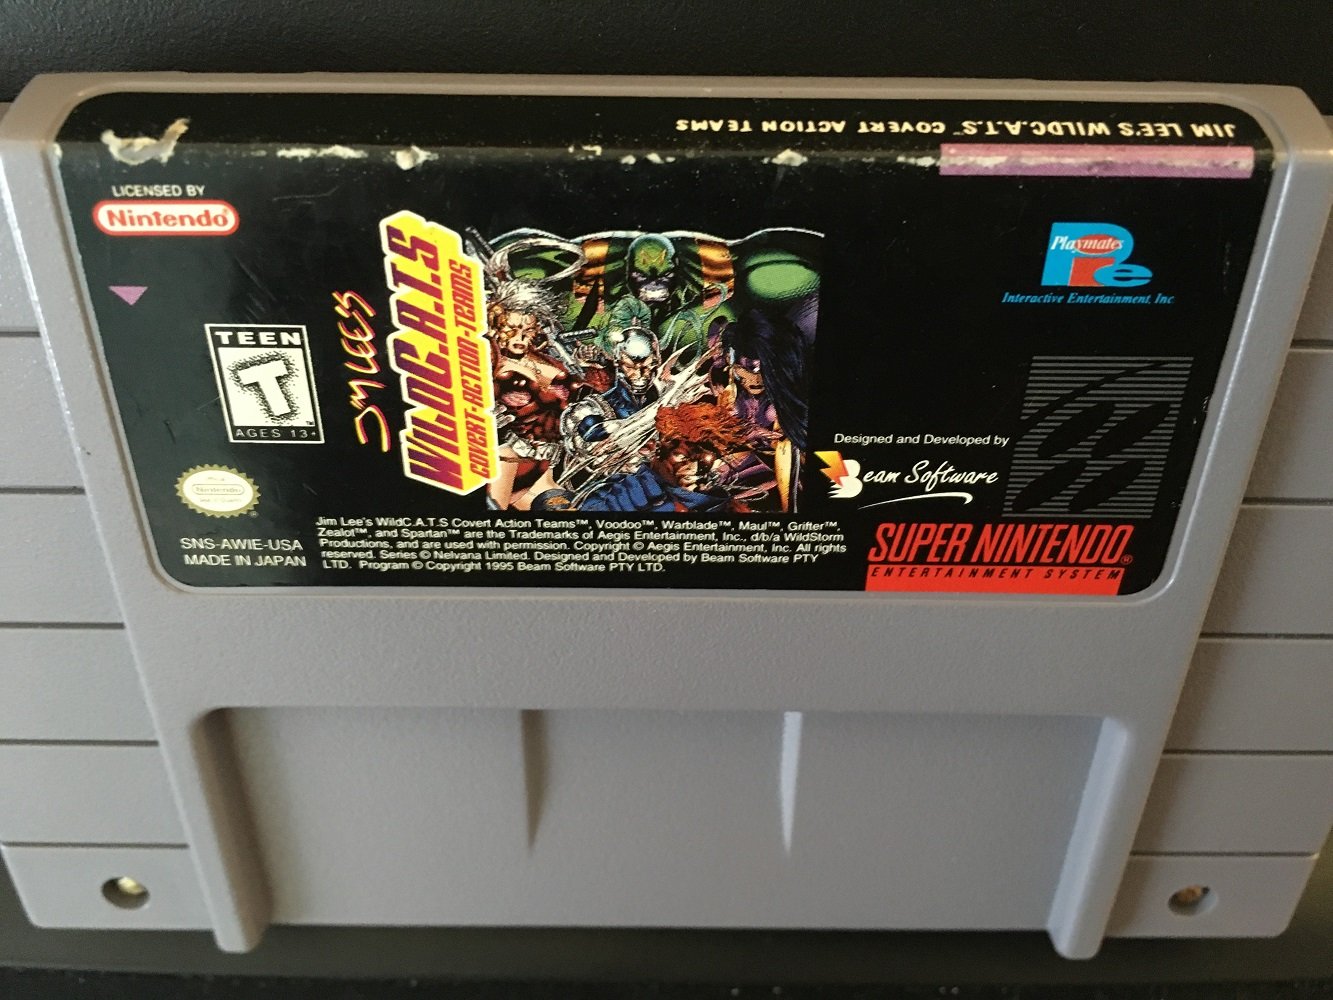 JIM LEE'S WILDC.A.T.S™ COVERT ACTION TEAMS
LICENSED BY
Nintendo®
Playmates
Interactive Entertainment, Inc
JIM LEE'S
WILDC.A.T.S
COVERT-ACTION-TEAMS
TEEN
T
AGES 13+
Designed and Developed by
Beam Software
Nintendo
SNS-AWIE-USA
MADE IN JAPAN
Jim Lee's WildC.A.T.S Covert Action Teams™, Voodoo™, Warblade™, Maul™, Grifter™,
Zealot™, and Spartan™ are the Trademarks of Aegis Entertainment, Inc., d/b/a WildStorm
Productions, and are used with permission. Copyright © Aegis Entertainment, Inc. All rights
reserved. Series © Nelvana Limited. Designed and Developed by Beam Software PTY
LTD. Program © Copyright 1995 Beam Software PTY LTD.
SUPER NINTENDO®
ENTERTAINMENT SYSTEM